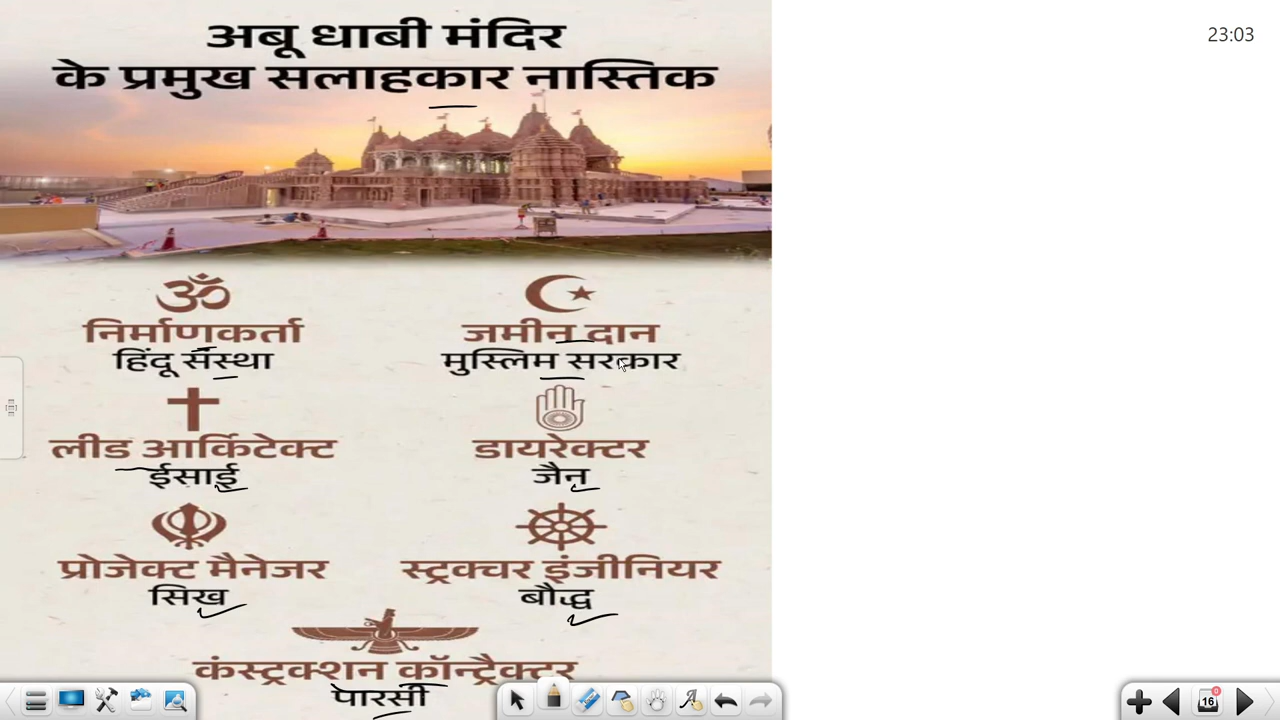 23:03
अबू धाबी मंदिर
के प्रमुख सलाहकार नास्तिक
निर्माणकर्ता
हिंदू संस्था
जमीन दान
मुस्लिम सरकार
लीड आर्किटेक्ट
ईसाई
डायरेक्टर
जैन
प्रोजेक्ट मैनेजर
सिख
स्ट्रक्चर इंजीनियर
बौद्ध
कंस्ट्रक्शन कॉन्ट्रैक्टर
पारसी
16
0